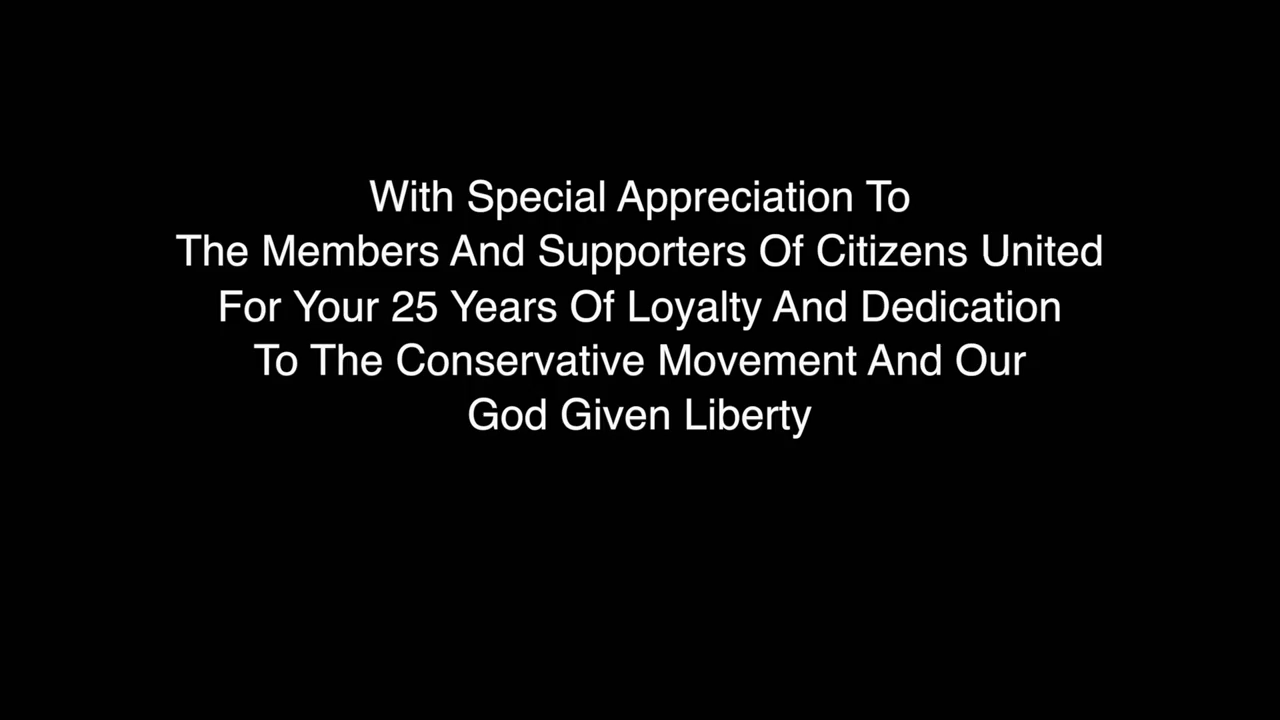 With Special Appreciation To
The Members And Supporters Of Citizens United
For Your 25 Years Of Loyalty And Dedication
To The Conservative Movement And Our
God Given Liberty